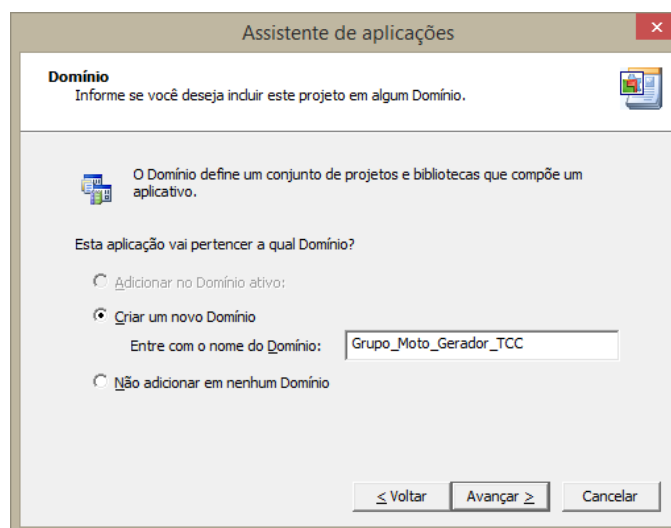 Assistente de aplicações
Domínio
Informe se você deseja incluir este projeto em algum Domínio.
O Domínio define um conjunto de projetos e bibliotecas que compõe um
aplicativo.
Esta aplicação vai pertencer a qual Domínio?
Adicionar no Domínio ativo:
Criar um novo Domínio
Entre com o nome do Domínio: Grupo_Moto_Gerador_TCC
Não adicionar em nenhum Domínio
< Voltar Avançar > Cancelar